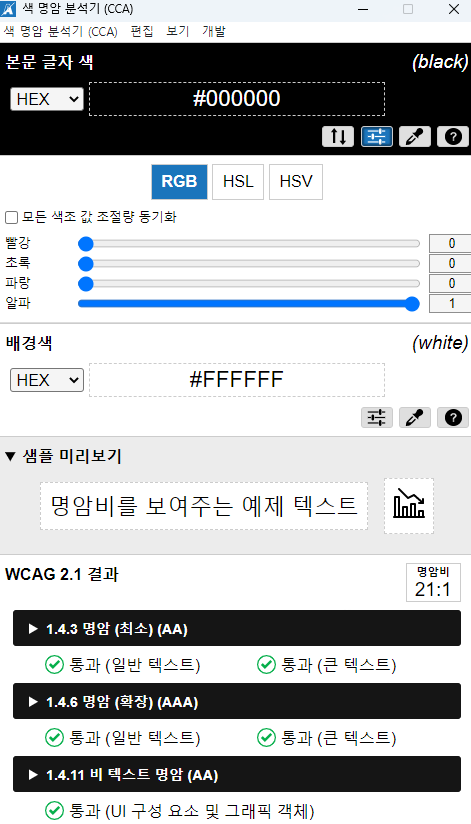 색 명암 분석기 (CCA)
색 명암 분석기 (CCA) 편집 보기 개발
본문 글자 색 (black)
HEX #000000
RGB HSL HSV
모든 색조 값 조절량 동기화
빨강 0
초록 0
파랑 0
알파 1
배경색 (white)
HEX #FFFFFF
▼ 샘플 미리보기
명암비를 보여주는 예제 텍스트
WCAG 2.1 결과 명암비
21:1
▶ 1.4.3 명암 (최소) (AA)
통과 (일반 텍스트) 통과 (큰 텍스트)
▶ 1.4.6 명암 (확장) (AAA)
통과 (일반 텍스트) 통과 (큰 텍스트)
▶ 1.4.11 비 텍스트 명암 (AA)
통과 (UI 구성 요소 및 그래픽 객체)